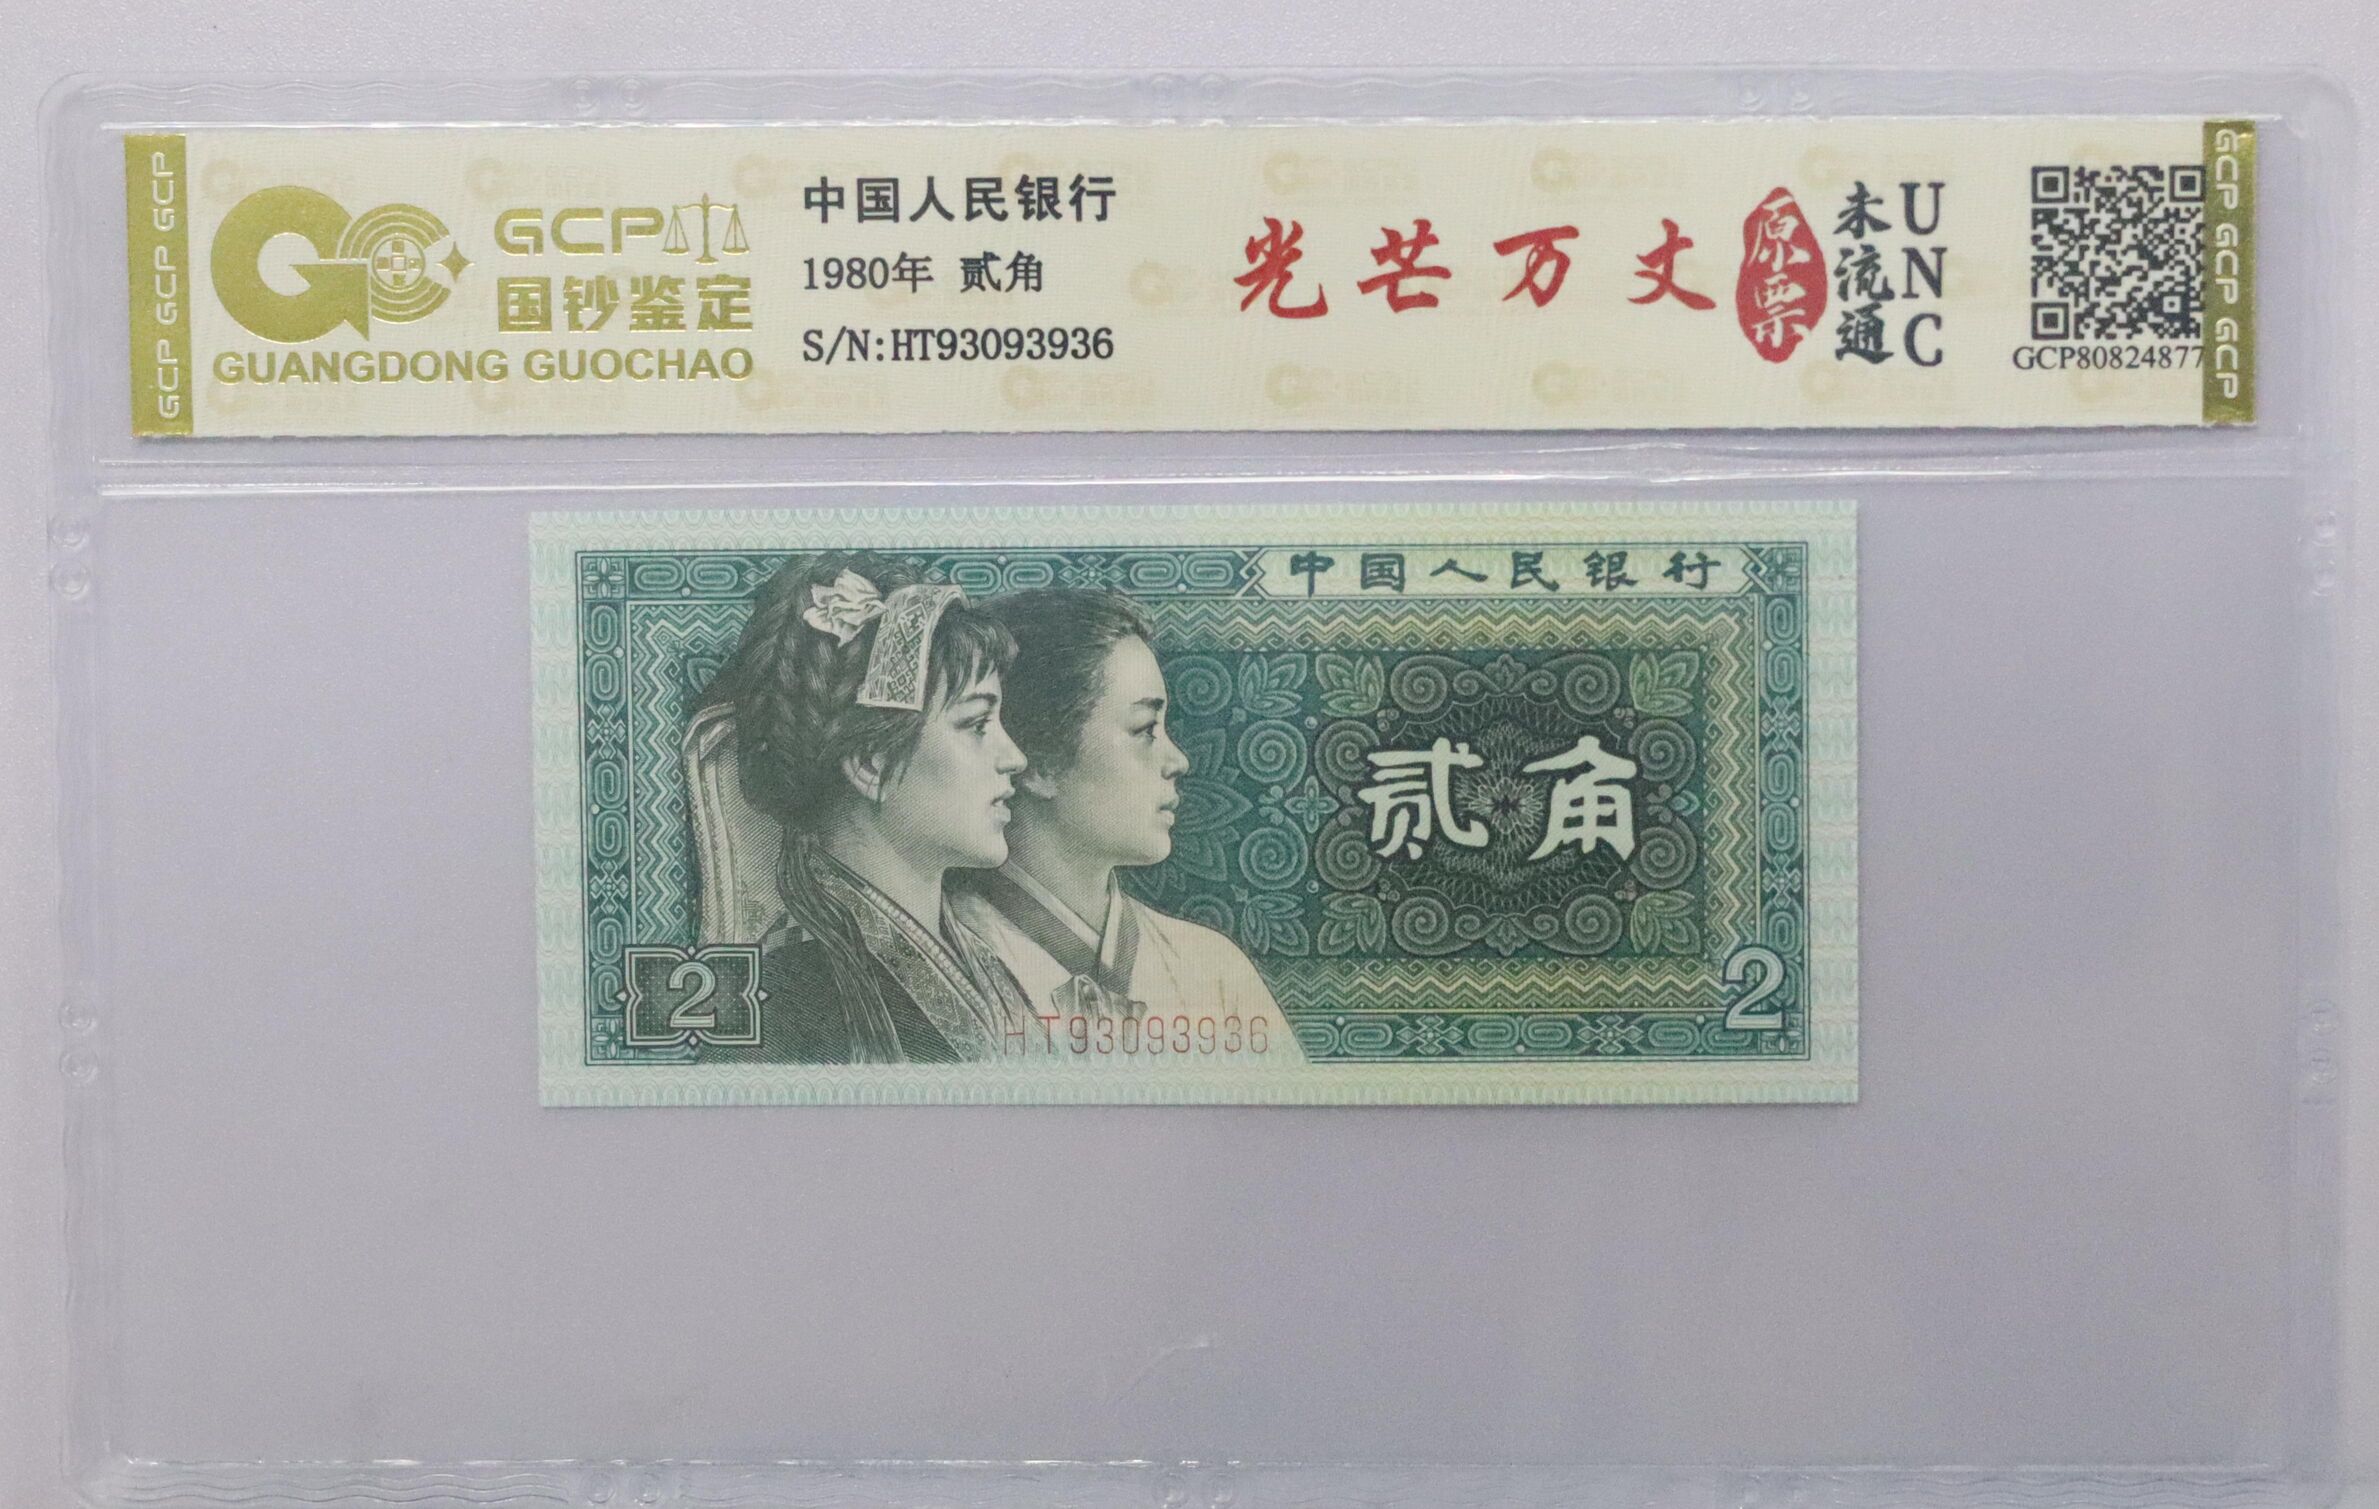 GCP GCP GCP
GCP
国钞鉴定
GUANGDONG GUOCHAO
中国人民银行
1980年 贰角
S/N:HT93093936
光芒万丈
原票
未流通
UNC
GCP80824877
GCP GCP GCP
中国人民银行
贰角
2
2
HT93093936